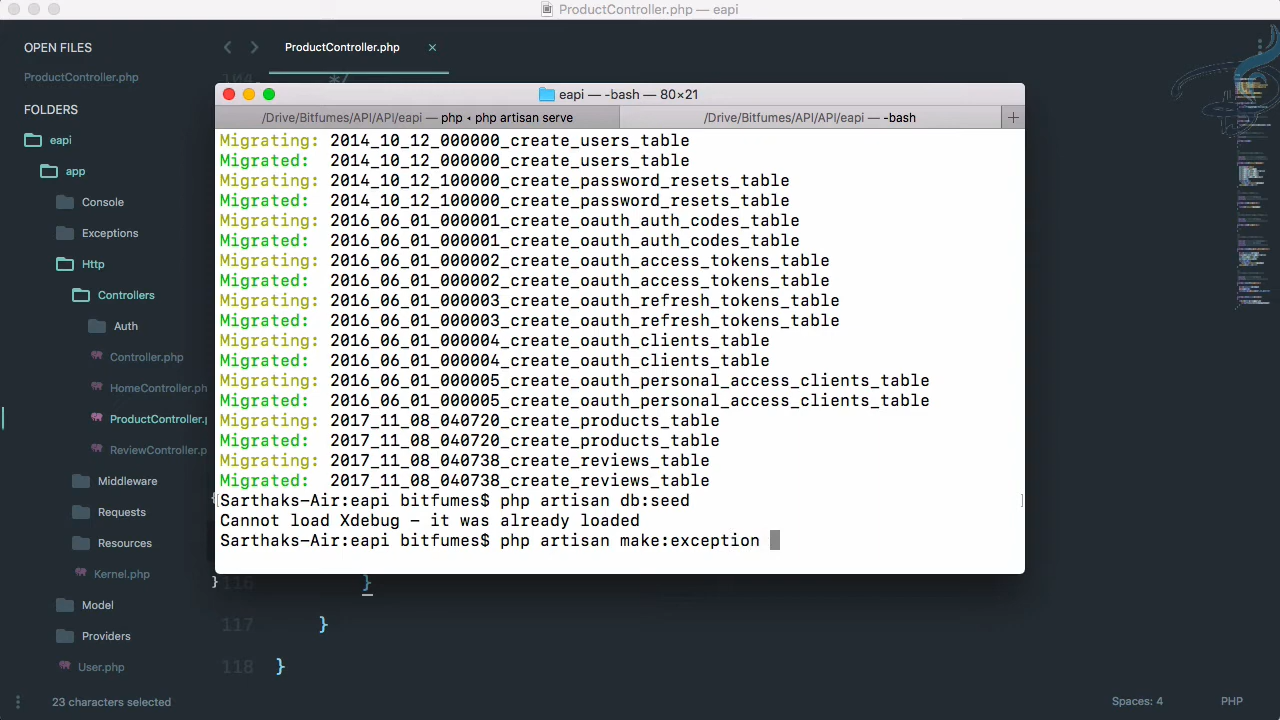 ProductController.php — eapi
OPEN FILES
ProductController.php
FOLDERS
eapi
app
Console
Exceptions
Http
Controllers
Auth
Controller.php
HomeController.ph
ProductController.p
ReviewController.p
Middleware
Requests
Resources
Kernel.php
Model
Providers
User.php
ProductController.php ×
104 */
eapi — -bash — 80×21
/Drive/Bitfumes/API/API/eapi — php • php artisan serve
/Drive/Bitfumes/API/API/eapi — -bash +
Migrating: 2014_10_12_000000_create_users_table
Migrated: 2014_10_12_000000_create_users_table
Migrating: 2014_10_12_100000_create_password_resets_table
Migrated: 2014_10_12_100000_create_password_resets_table
Migrating: 2016_06_01_000001_create_oauth_auth_codes_table
Migrated: 2016_06_01_000001_create_oauth_auth_codes_table
Migrating: 2016_06_01_000002_create_oauth_access_tokens_table
Migrated: 2016_06_01_000002_create_oauth_access_tokens_table
Migrating: 2016_06_01_000003_create_oauth_refresh_tokens_table
Migrated: 2016_06_01_000003_create_oauth_refresh_tokens_table
Migrating: 2016_06_01_000004_create_oauth_clients_table
Migrated: 2016_06_01_000004_create_oauth_clients_table
Migrating: 2016_06_01_000005_create_oauth_personal_access_clients_table
Migrated: 2016_06_01_000005_create_oauth_personal_access_clients_table
Migrating: 2017_11_08_040720_create_products_table
Migrated: 2017_11_08_040720_create_products_table
Migrating: 2017_11_08_040738_create_reviews_table
Migrated: 2017_11_08_040738_create_reviews_table
[Sarthaks-Air:eapi bitfumes$ php artisan db:seed ]
Cannot load Xdebug - it was already loaded
Sarthaks-Air:eapi bitfumes$ php artisan make:exception
116 }
117 }
118 }
23 characters selected
Spaces: 4
PHP